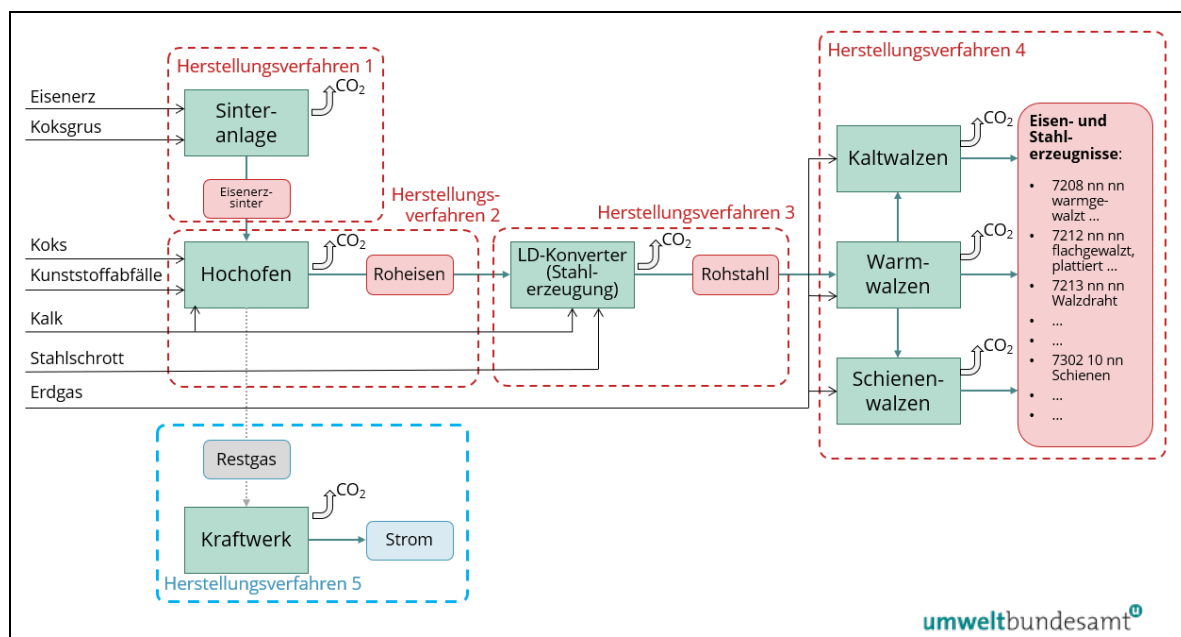 Herstellungsverfahren 1
CO2
Eisenerz
Koksgrus
Sinter-
anlage
Eisenerz-
sinter
Herstellungs-
verfahren 2
Koks
Kunststoffabfälle
Kalk
Stahlschrott
Erdgas
Hochofen
CO2
Roheisen
Herstellungsverfahren 3
LD-Konverter
(Stahl-
erzeugung)
CO2
Rohstahl
Herstellungsverfahren 4
Kaltwalzen
CO2
Warm-
walzen
CO2
Schienen-
walzen
CO2
Eisen- und
Stahl-
erzeugnisse:
• 7208 nn nn
warmge-
walzt ...
• 7212 nn nn
flachgewalzt,
plattiert ...
• 7213 nn nn
Walzdraht
• ...
• ...
• 7302 10 nn
Schienen
• ...
• ...
Restgas
CO2
Kraftwerk
Strom
Herstellungsverfahren 5
umweltbundesamt u